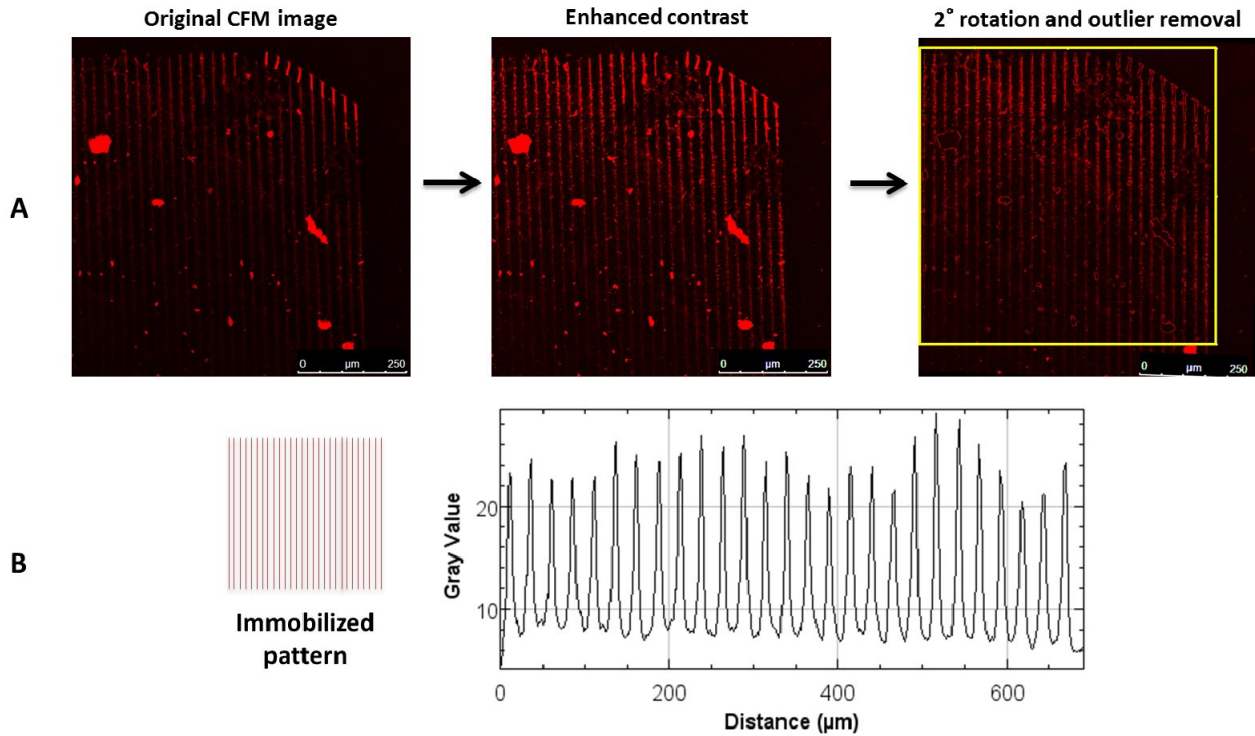 Original CFM image
Enhanced contrast
2° rotation and outlier removal
A
0 µm 250
0 µm 250
0 µm 250
B
Immobilized
pattern
Gray Value
20
10
0 200 400 600
Distance (µm)